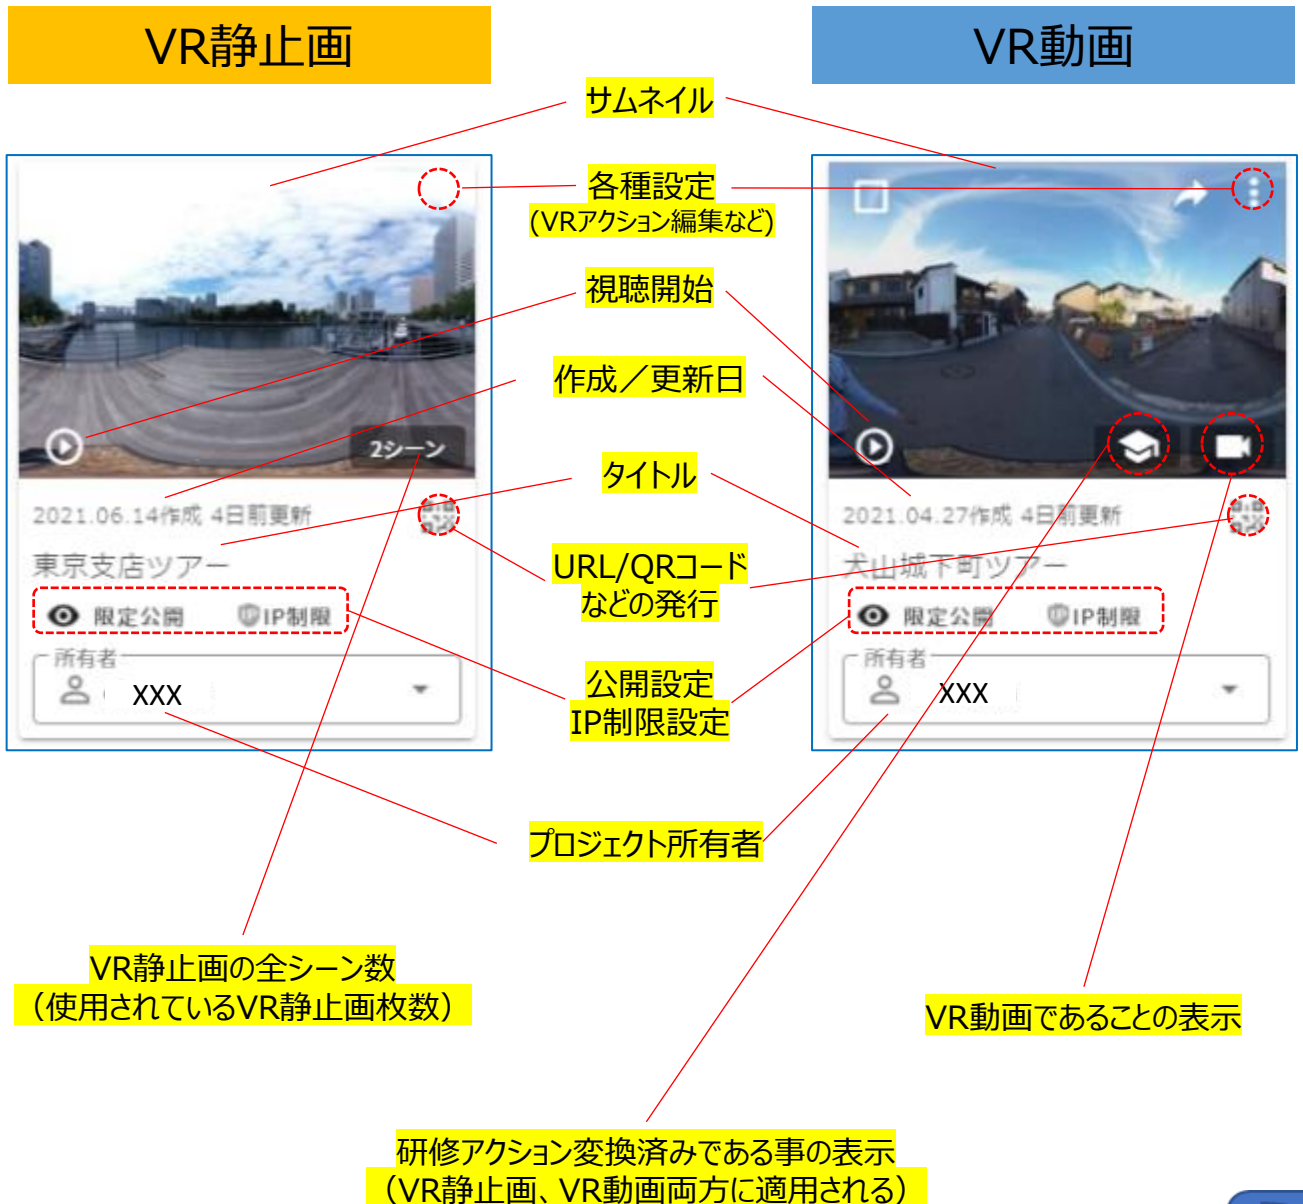 VR静止画
VR動画
サムネイル
各種設定
(VRアクション編集など)
視聴開始
作成／更新日
タイトル
URL/QRコード
などの発行
公開設定
IP制限設定
プロジェクト所有者
2シーン
2021.06.14作成 4日前更新
東京支店ツアー
限定公開
IP制限
所有者
XXX
2021.04.27作成 4日前更新
犬山城下町ツアー
限定公開
IP制限
所有者
XXX
VR静止画の全シーン数
（使用されているVR静止画枚数）
VR動画であることの表示
研修アクション変換済みである事の表示
（VR静止画、VR動画両方に適用される）